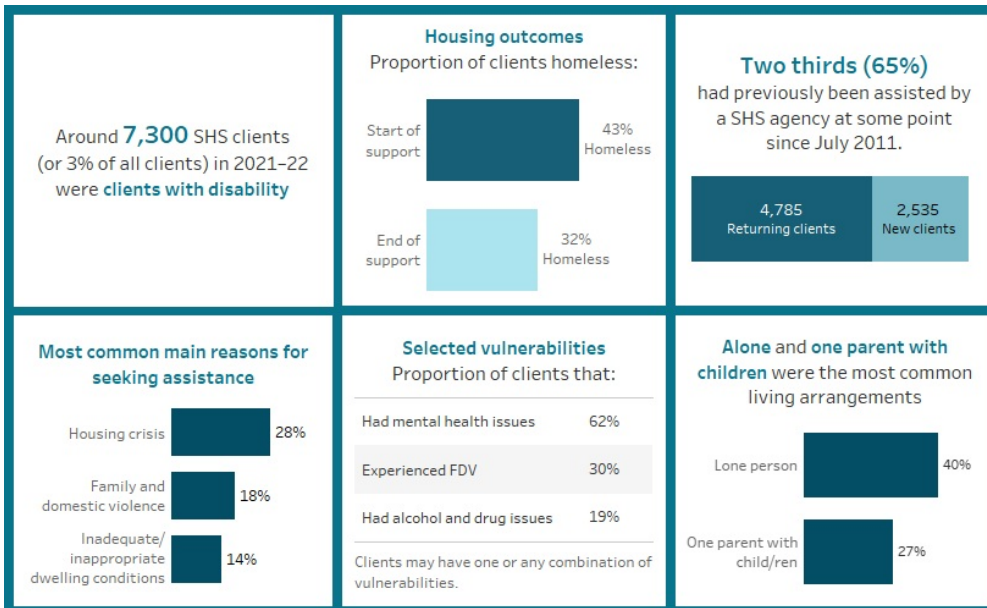 Around 7,300 SHS clients
(or 3% of all clients) in 2021–22
were clients with disability
Housing outcomes
Proportion of clients homeless:
Start of
support
43%
Homeless
End of
support
32%
Homeless
Two thirds (65%)
had previously been assisted by
a SHS agency at some point
since July 2011.
4,785
Returning clients
2,535
New clients
Most common main reasons for
seeking assistance
Housing crisis
28%
Family and
domestic violence
18%
Inadequate/
inappropriate
dwelling conditions
14%
Selected vulnerabilities
Proportion of clients that:
Had mental health issues 62%
Experienced FDV 30%
Had alcohol and drug issues 19%
Clients may have one or any combination of
vulnerabilities.
Alone and one parent with
children were the most common
living arrangements
Lone person
40%
One parent with
child/ren
27%